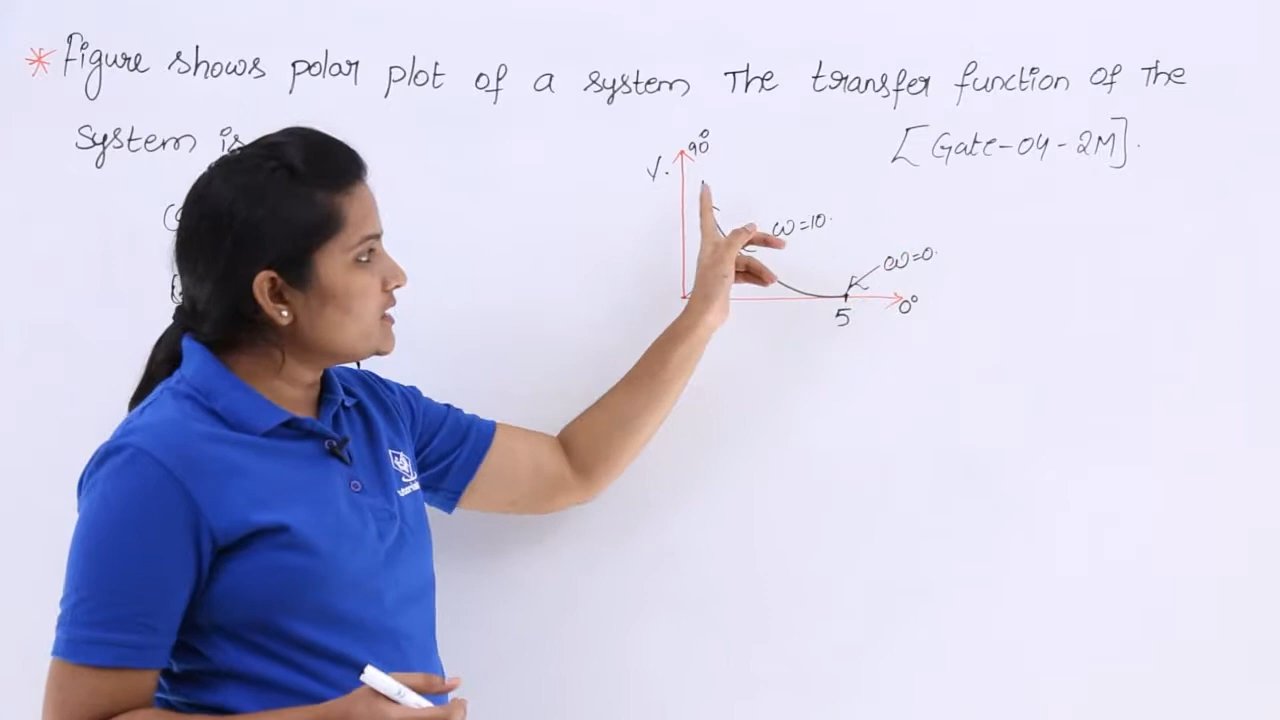 * Figure shows polar plot of a system The transfer function of The
System is
[Gate-04-2M].
90°
Y.
ω=10.
ω=0.
5
0°